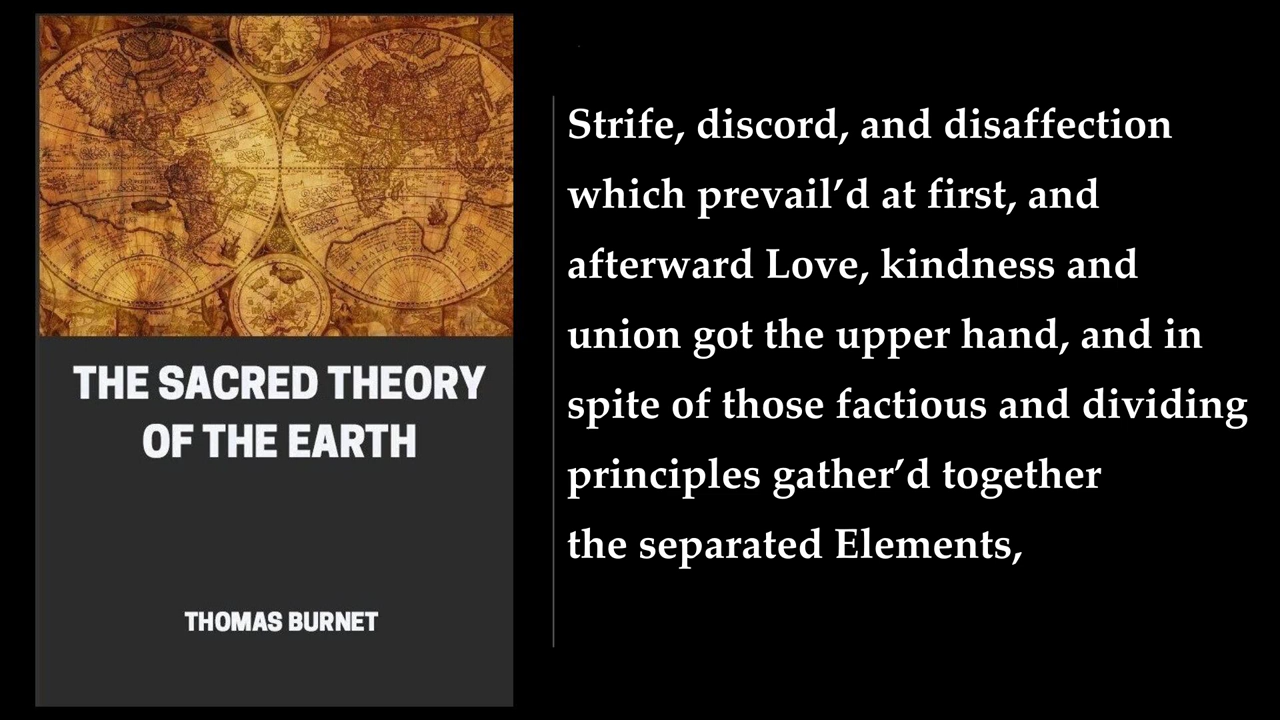 THE SACRED THEORY
OF THE EARTH
THOMAS BURNET
Strife, discord, and disaffection
which prevail’d at first, and
afterward Love, kindness and
union got the upper hand, and in
spite of those factious and dividing
principles gather’d together
the separated Elements,